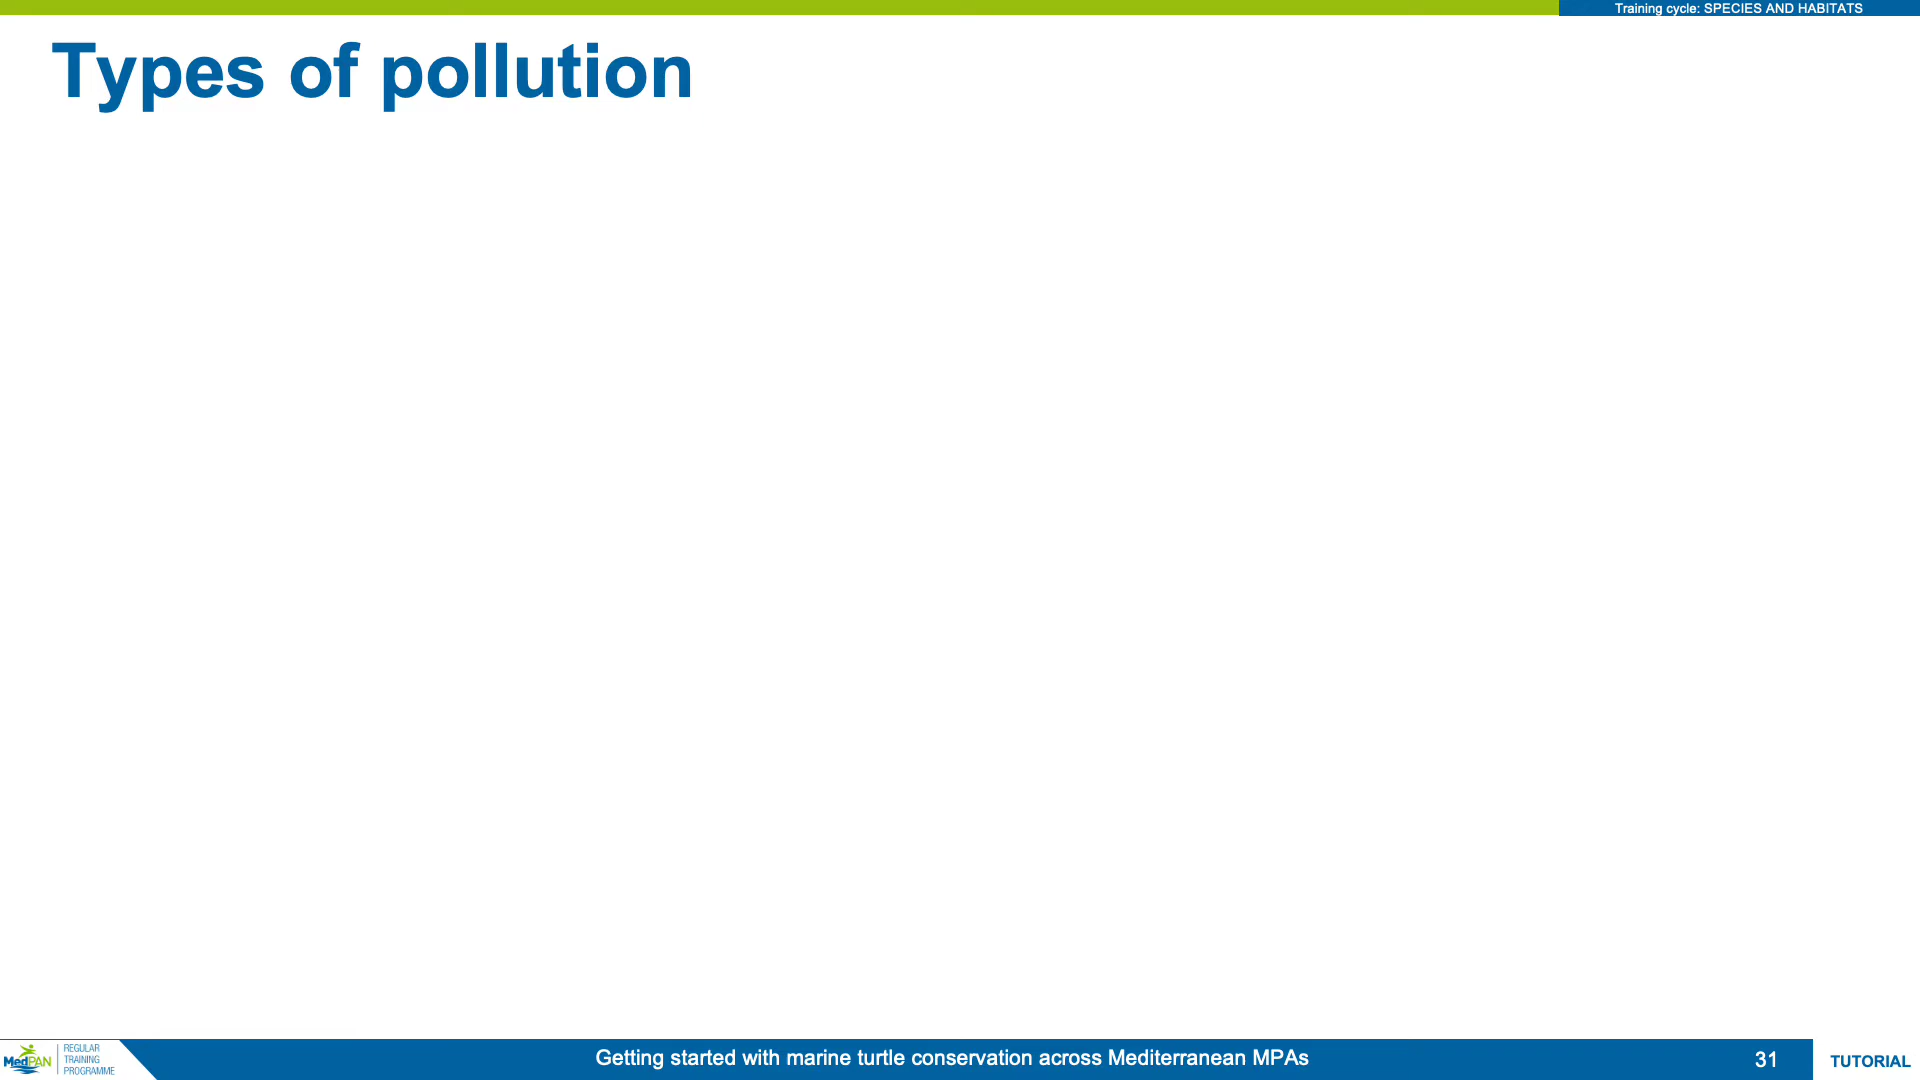 Training cycle: SPECIES AND HABITATS
Types of pollution
MedPAN
REGULAR
TRAINING
PROGRAMME
Getting started with marine turtle conservation across Mediterranean MPAs
31
TUTORIAL